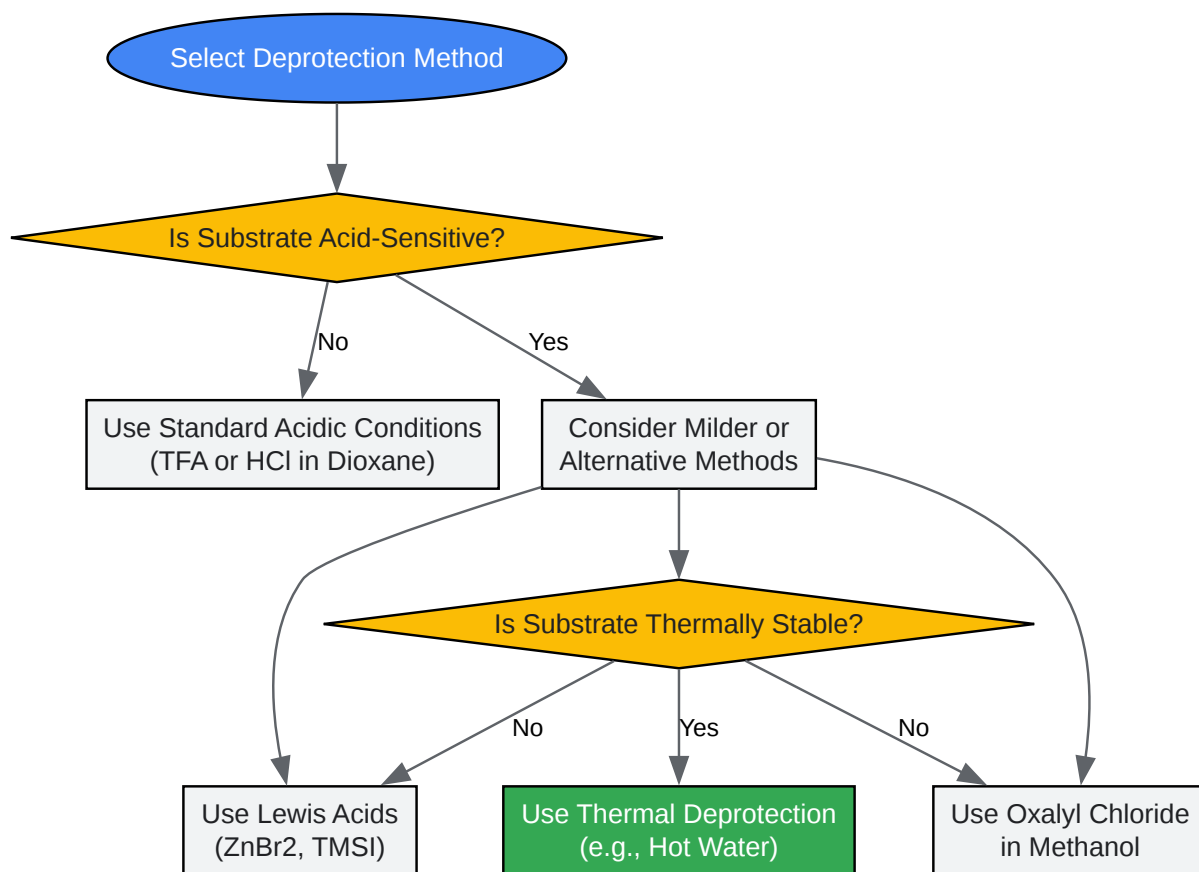 Select Deprotection Method
Is Substrate Acid-Sensitive?
No
Yes
Use Standard Acidic Conditions
(TFA or HCl in Dioxane)
Consider Milder or
Alternative Methods
Is Substrate Thermally Stable?
No
Yes
No
Use Lewis Acids
(ZnBr2, TMSI)
Use Thermal Deprotection
(e.g., Hot Water)
Use Oxalyl Chloride
in Methanol